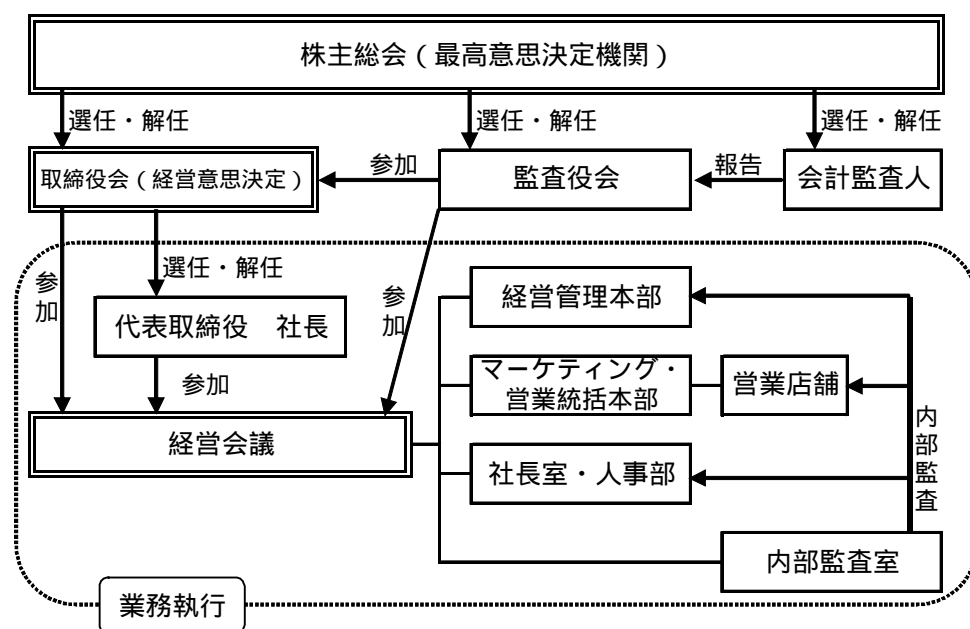 株主総会（最高意思決定機関）
選任・解任
選任・解任
選任・解任
取締役会（経営意思決定）
参加
監査役会
報告
会計監査人
参加
選任・解任
参加
代表取締役　社長
参加
経営会議
経営管理本部
マーケティング・
営業統括本部
営業店舗
社長室・人事部
内部監査
内部監査室
業務執行